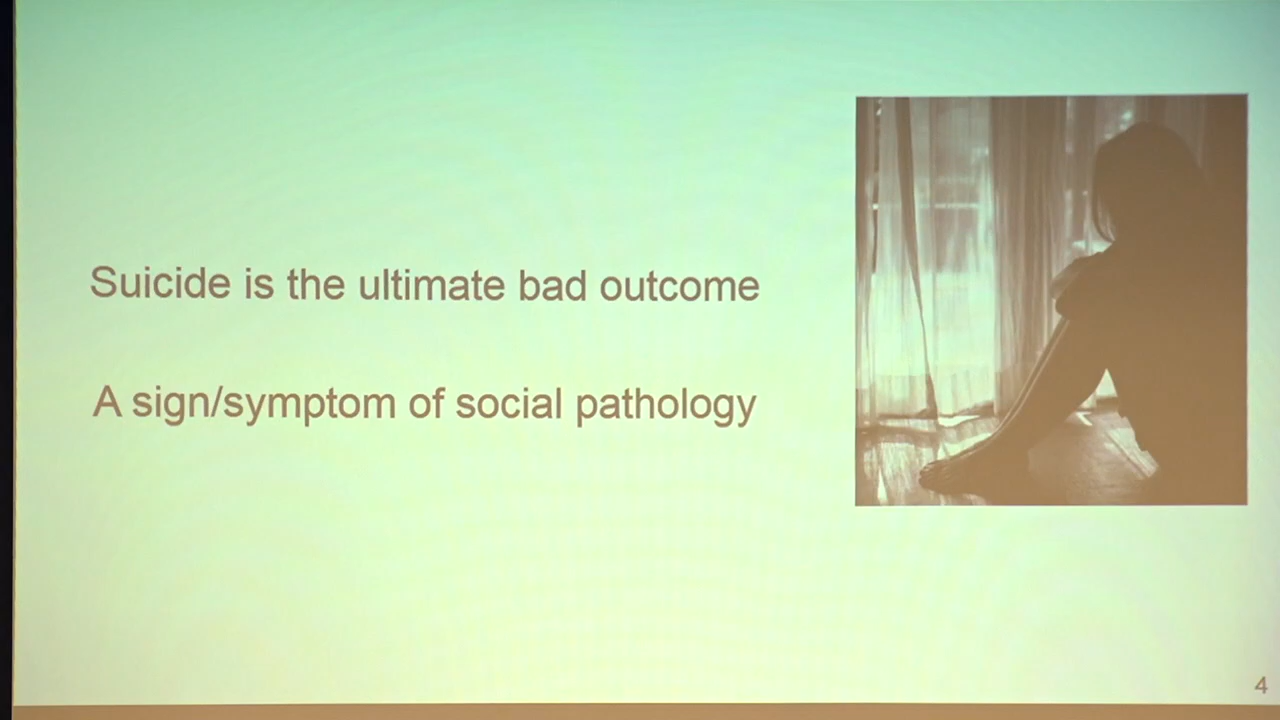 Suicide is the ultimate bad outcome
A sign/symptom of social pathology
4